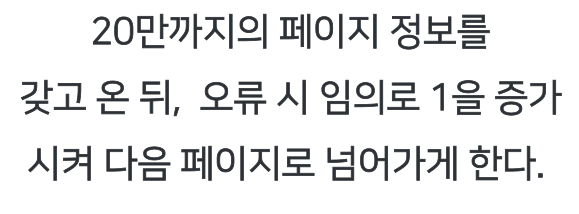 20만까지의 페이지 정보를
갖고 온 뒤, 오류 시 임의로 1을 증가
시켜 다음 페이지로 넘어가게 한다.